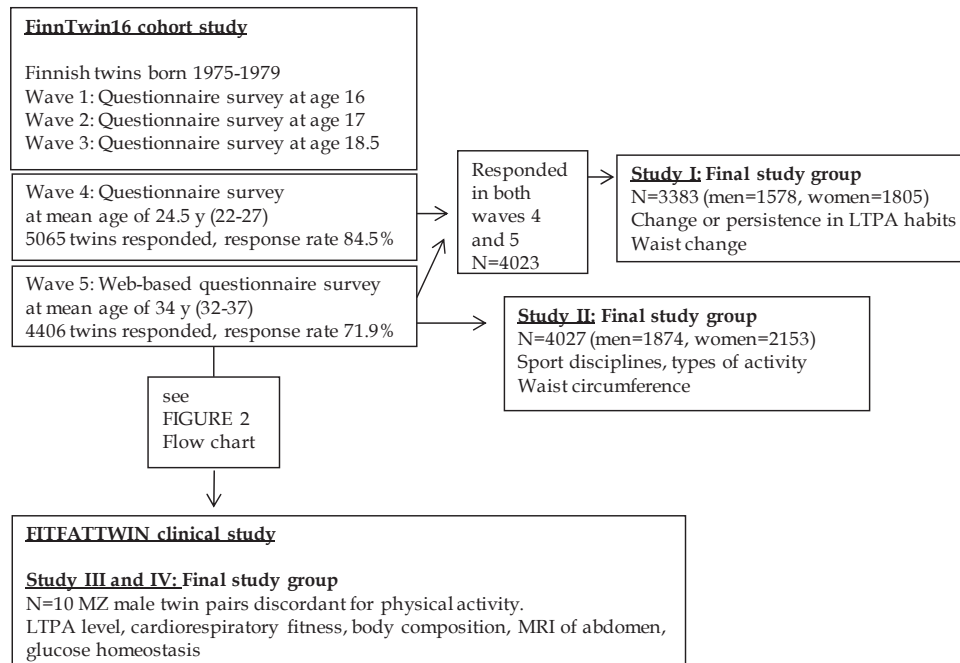 FinnTwin16 cohort study
Finnish twins born 1975-1979
Wave 1: Questionnaire survey at age 16
Wave 2: Questionnaire survey at age 17
Wave 3: Questionnaire survey at age 18.5
Wave 4: Questionnaire survey
at mean age of 24.5 y (22-27)
5065 twins responded, response rate 84.5%
Wave 5: Web-based questionnaire survey
at mean age of 34 y (32-37)
4406 twins responded, response rate 71.9%
Responded
in both
waves 4
and 5
N=4023
Study I: Final study group
N=3383 (men=1578, women=1805)
Change or persistence in LTPA habits
Waist change
Study II: Final study group
N=4027 (men=1874, women=2153)
Sport disciplines, types of activity
Waist circumference
see
FIGURE 2
Flow chart
FITFATTWIN clinical study
Study III and IV: Final study group
N=10 MZ male twin pairs discordant for physical activity.
LTPA level, cardiorespiratory fitness, body composition, MRI of abdomen,
glucose homeostasis